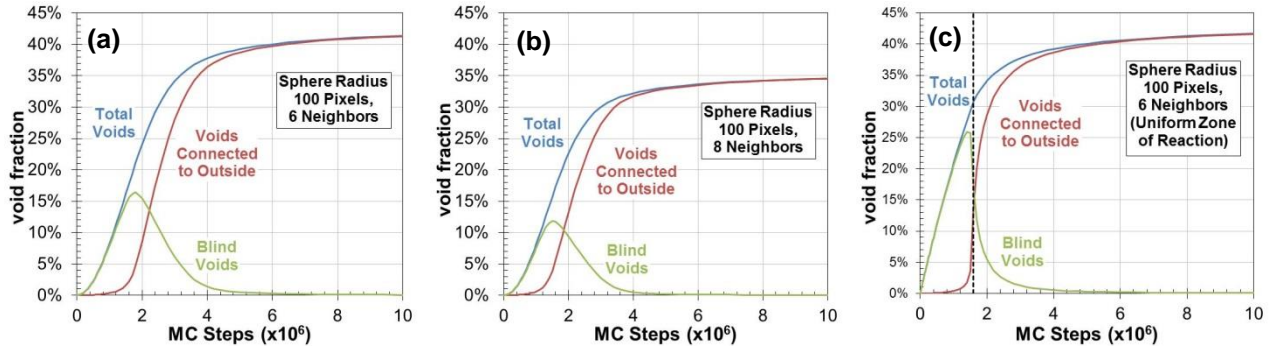 (a)
void fraction
45%
40%
35%
30%
25%
20%
15%
10%
5%
0%
Sphere Radius
100 Pixels,
6 Neighbors
Total
Voids
Voids
Connected
to Outside
Blind
Voids
0 2 4 6 8 10
MC Steps (x10⁶)
(b)
void fraction
45%
40%
35%
30%
25%
20%
15%
10%
5%
0%
Sphere Radius
100 Pixels,
8 Neighbors
Total
Voids
Voids
Connected
to Outside
Blind
Voids
0 2 4 6 8 10
MC Steps (x10⁶)
(c)
void fraction
45%
40%
35%
30%
25%
20%
15%
10%
5%
0%
Sphere Radius
100 Pixels,
6 Neighbors
(Uniform Zone
of Reaction)
Total
Voids
Voids
Connected
to Outside
Blind
Voids
0 2 4 6 8 10
MC Steps (x10⁶)